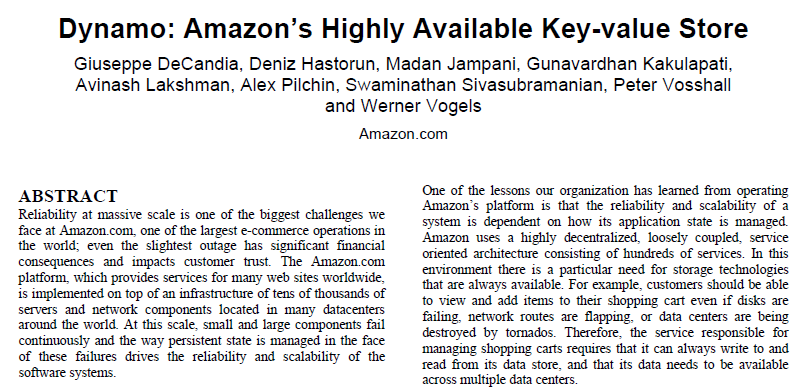 Dynamo: Amazon's Highly Available Key-value Store
Giuseppe DeCandia, Deniz Hastorun, Madan Jampani, Gunavardhan Kakulapati,
Avinash Lakshman, Alex Pilchin, Swaminathan Sivasubramanian, Peter Vosshall
and Werner Vogels
Amazon.com
ABSTRACT
Reliability at massive scale is one of the biggest challenges we
face at Amazon.com, one of the largest e-commerce operations in
the world; even the slightest outage has significant financial
consequences and impacts customer trust. The Amazon.com
platform, which provides services for many web sites worldwide,
is implemented on top of an infrastructure of tens of thousands of
servers and network components located in many datacenters
around the world. At this scale, small and large components fail
continuously and the way persistent state is managed in the face
of these failures drives the reliability and scalability of the
software systems.
One of the lessons our organization has learned from operating
Amazon's platform is that the reliability and scalability of a
system is dependent on how its application state is managed.
Amazon uses a highly decentralized, loosely coupled, service
oriented architecture consisting of hundreds of services. In this
environment there is a particular need for storage technologies
that are always available. For example, customers should be able
to view and add items to their shopping cart even if disks are
failing, network routes are flapping, or data centers are being
destroyed by tornados. Therefore, the service responsible for
managing shopping carts requires that it can always write to and
read from its data store, and that its data needs to be available
across multiple data centers.